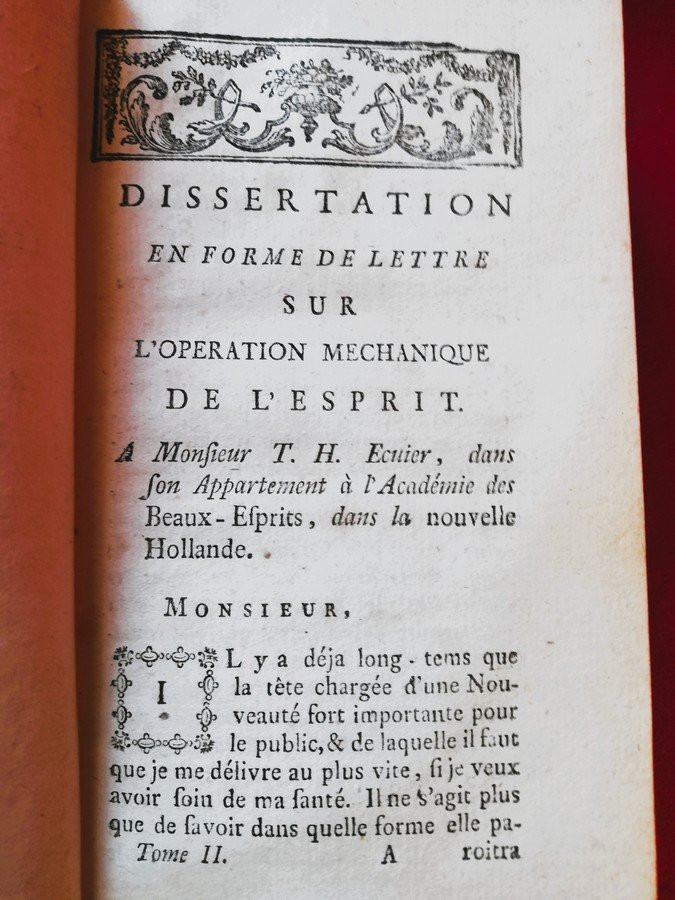 DISSERTATION
EN FORME DE LETTRE
SUR
L'OPERATION MECHANIQUE
DE L'ESPRIT.
A Monſieur T. H. Ecuier, dans
ſon Appartement à l'Académie des
Beaux-Eſprits, dans la nouvelle
Hollande.
MONSIEUR,
IL y a déja long-tems que
la tête chargée d'une Nou-
veauté fort importante pour
le public, & de laquelle il faut
que je me délivre au plus vite, ſi je veux
avoir ſoin de ma ſanté. Il ne s'agit plus
que de ſavoir dans quelle forme elle pa-
Tome II. A roitra